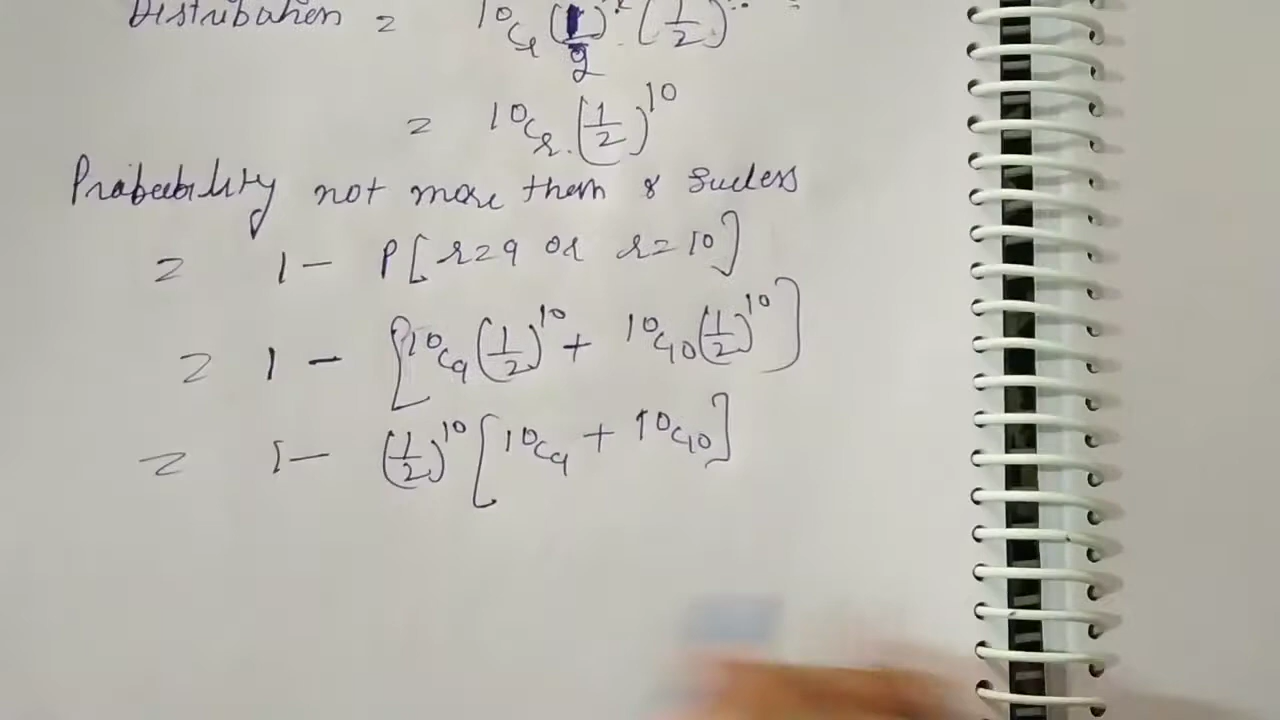 Distribution = ¹⁰Cᵣ (1/2)ʳ · (1/2)
= ¹⁰Cᵣ · (1/2)¹⁰
Probability not more them 8 Success
= 1 - P[r=9 or r=10]
= 1 - [¹⁰C₉ (1/2)¹⁰ + ¹⁰C₁₀ (1/2)¹⁰]
= 1 - (1/2)¹⁰ [¹⁰C₉ + ¹⁰C₁₀]